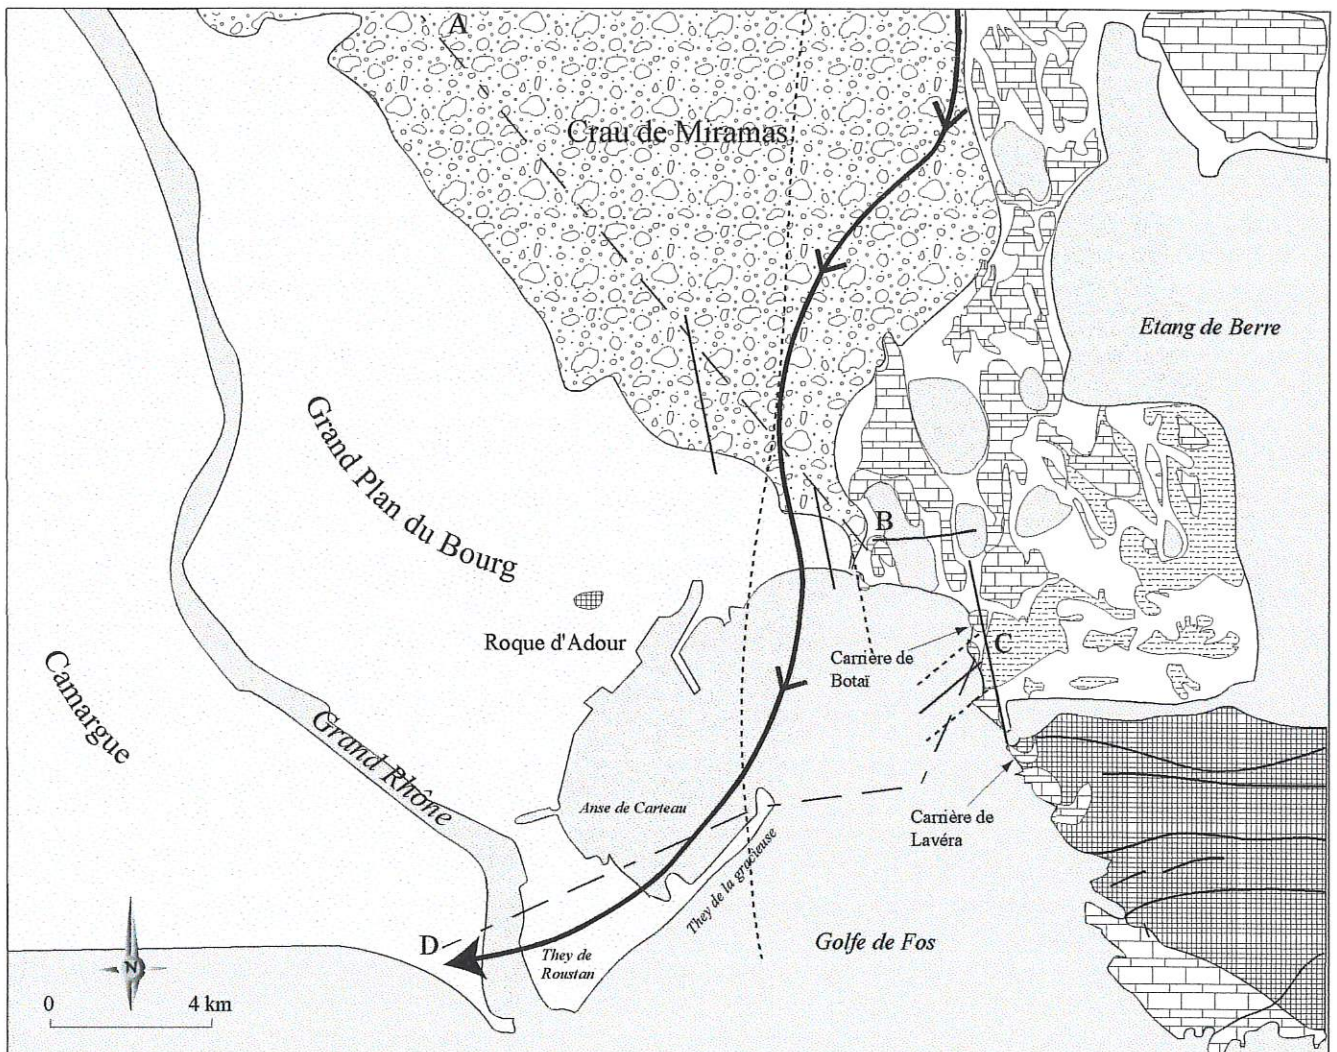 A
Crau de Miramas
Etang de Berre
Grand Plan du Bourg
B
Roque d'Adour
Carrière de
Botaï
C
Camargue
Grand Rhône
Anse de Carteau
Carrière de
Lavéra
They de la gracieuse
D
They de
Roustan
Golfe de Fos
N
0 4 km